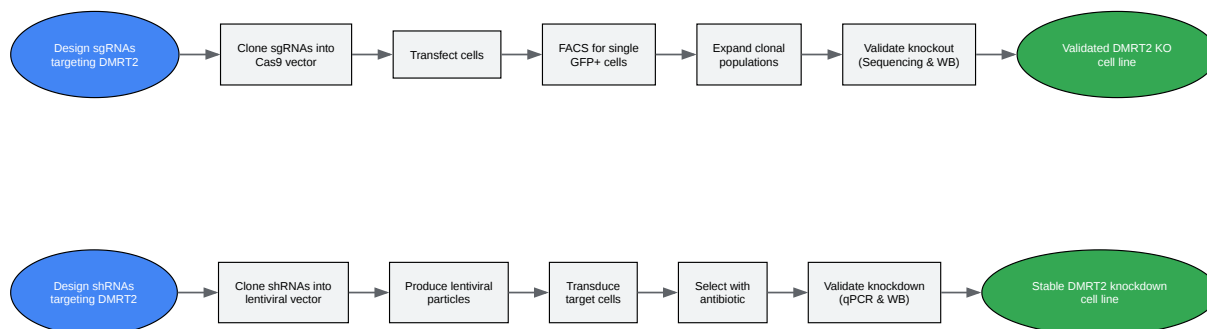 Design sgRNAs
targeting DMRT2
Clone sgRNAs into
Cas9 vector
Transfect cells
FACS for single
GFP+ cells
Expand clonal
populations
Validate knockout
(Sequencing & WB)
Validated DMRT2 KO
cell line
Design shRNAs
targeting DMRT2
Clone shRNAs into
lentiviral vector
Produce lentiviral
particles
Transduce
target cells
Select with
antibiotic
Validate knockdown
(qPCR & WB)
Stable DMRT2 knockdown
cell line